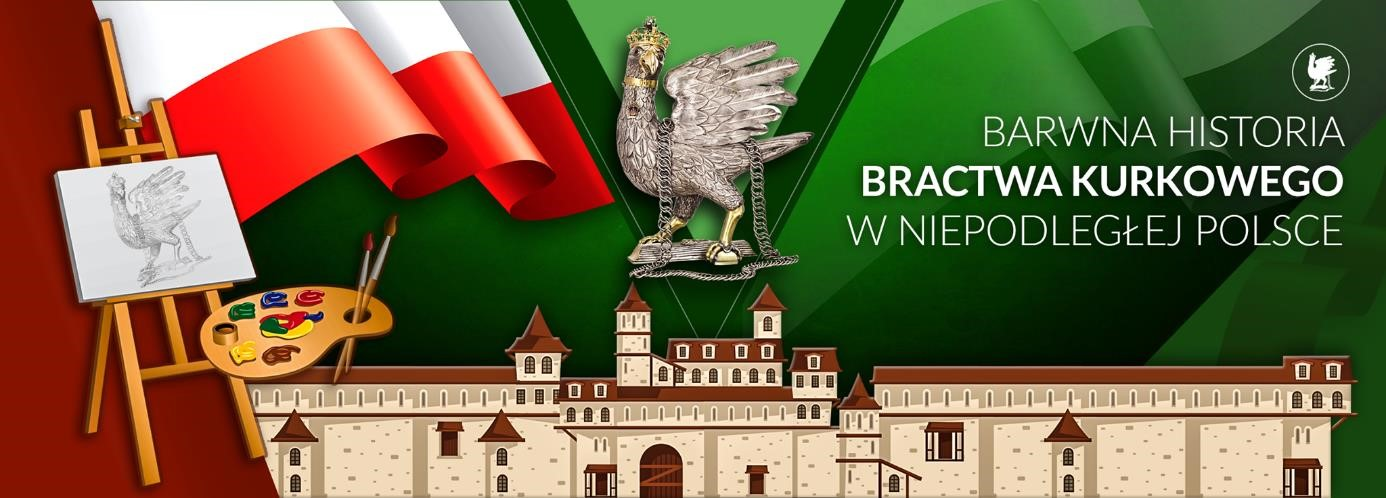 BARWNA HISTORIA
BRACTWA KURKOWEGO
W NIEPODLEGŁEJ POLSCE